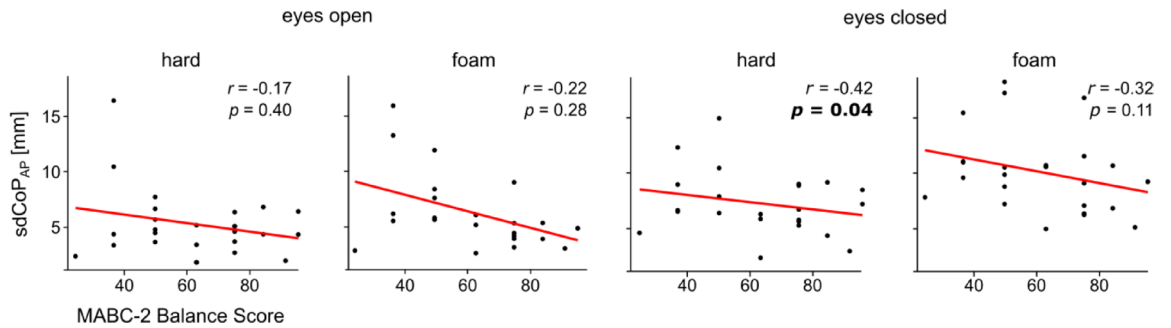 eyes open
eyes closed
hard
foam
hard
foam
r = -0.17
p = 0.40
r = -0.22
p = 0.28
r = -0.42
p = 0.04
r = -0.32
p = 0.11
sdCoPAP [mm]
15
10
5
40 60 80
40 60 80
40 60 80
40 60 80
MABC-2 Balance Score